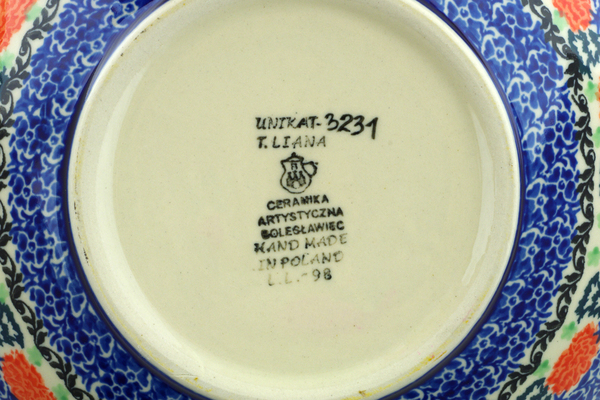 UNIKAT-3231
T. LIANA
CERAMIKA
ARTYSTYCZNA
BOLESŁAWIEC
HAND MADE
IN POLAND
L.L.-98